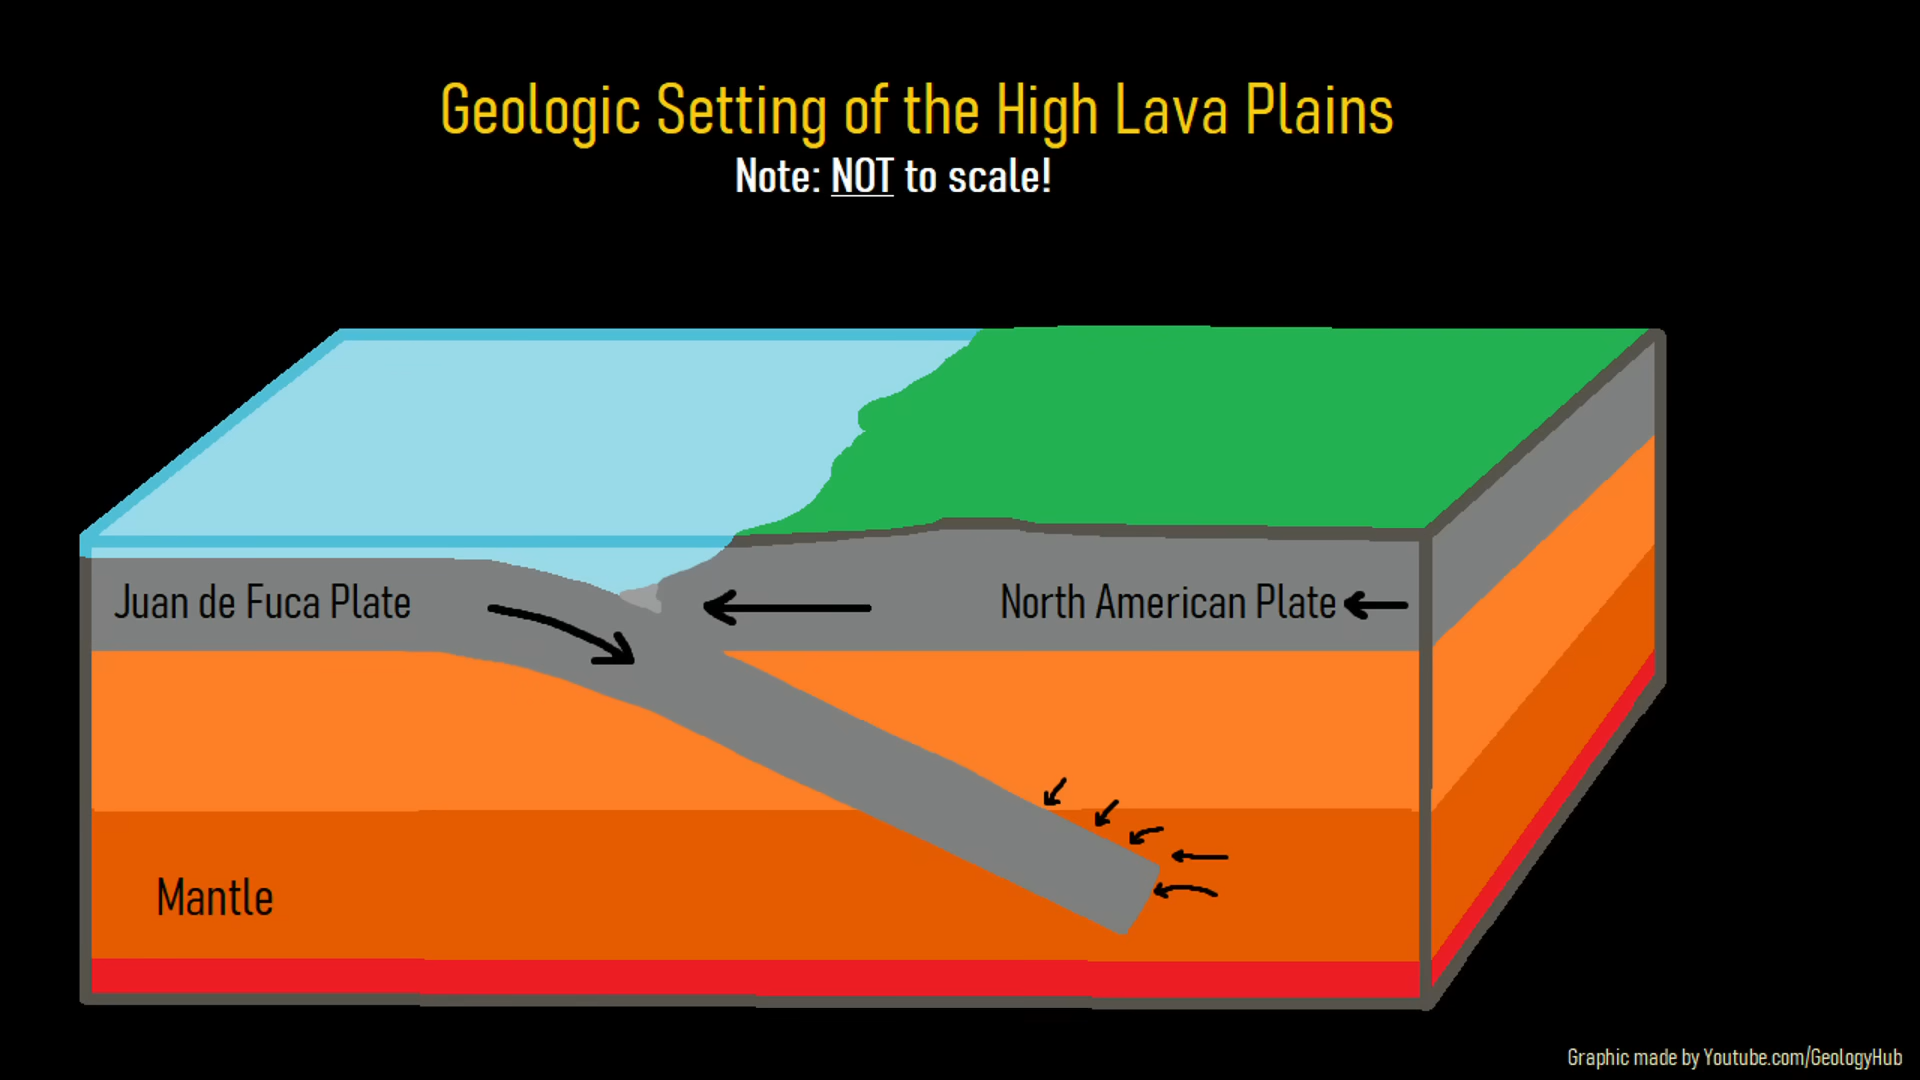 Geologic Setting of the High Lava Plains
Note: NOT to scale!
Juan de Fuca Plate
North American Plate
Mantle
Graphic made by Youtube.com/GeologyHub